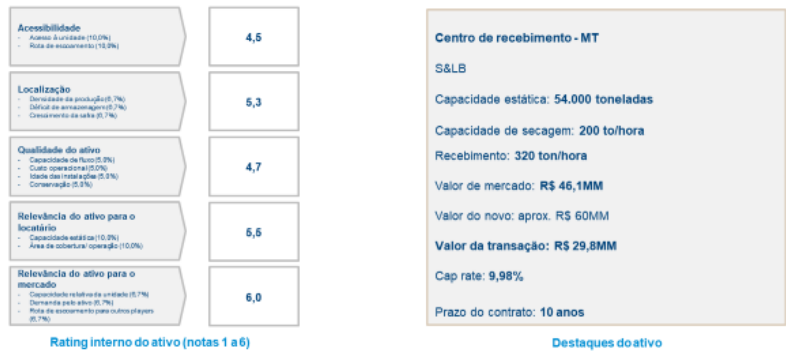 Acessibilidade
- Acesso à unidade (10,0%)
- Rota de escoamento (10,0%)
4,5
Localização
- Densidade da produção (6,7%)
- Déficit de armazenagem (6,7%)
- Crescimento da safra (6,7%)
5,3
Qualidade do ativo
- Capacidade de fluxo (5,0%)
- Custo operacional (5,0%)
- Idade das instalações (5,0%)
- Conservação (5,0%)
4,7
Relevância do ativo para o
locatário
- Capacidade estática (10,0%)
- Área de cobertura/ operação (10,0%)
5,5
Relevância do ativo para o
mercado
- Capacidade relativa da unidade (6,7%)
- Demanda pelo ativo (6,7%)
- Rota de escoamento para outros players
(6,7%)
6,0
Rating interno do ativo (notas 1 a 6)
Centro de recebimento - MT
S&LB
Capacidade estática: 54.000 toneladas
Capacidade de secagem: 200 to/hora
Recebimento: 320 ton/hora
Valor de mercado: R$ 46,1MM
Valor do novo: aprox. R$ 60MM
Valor da transação: R$ 29,8MM
Cap rate: 9,98%
Prazo do contrato: 10 anos
Destaques do ativo